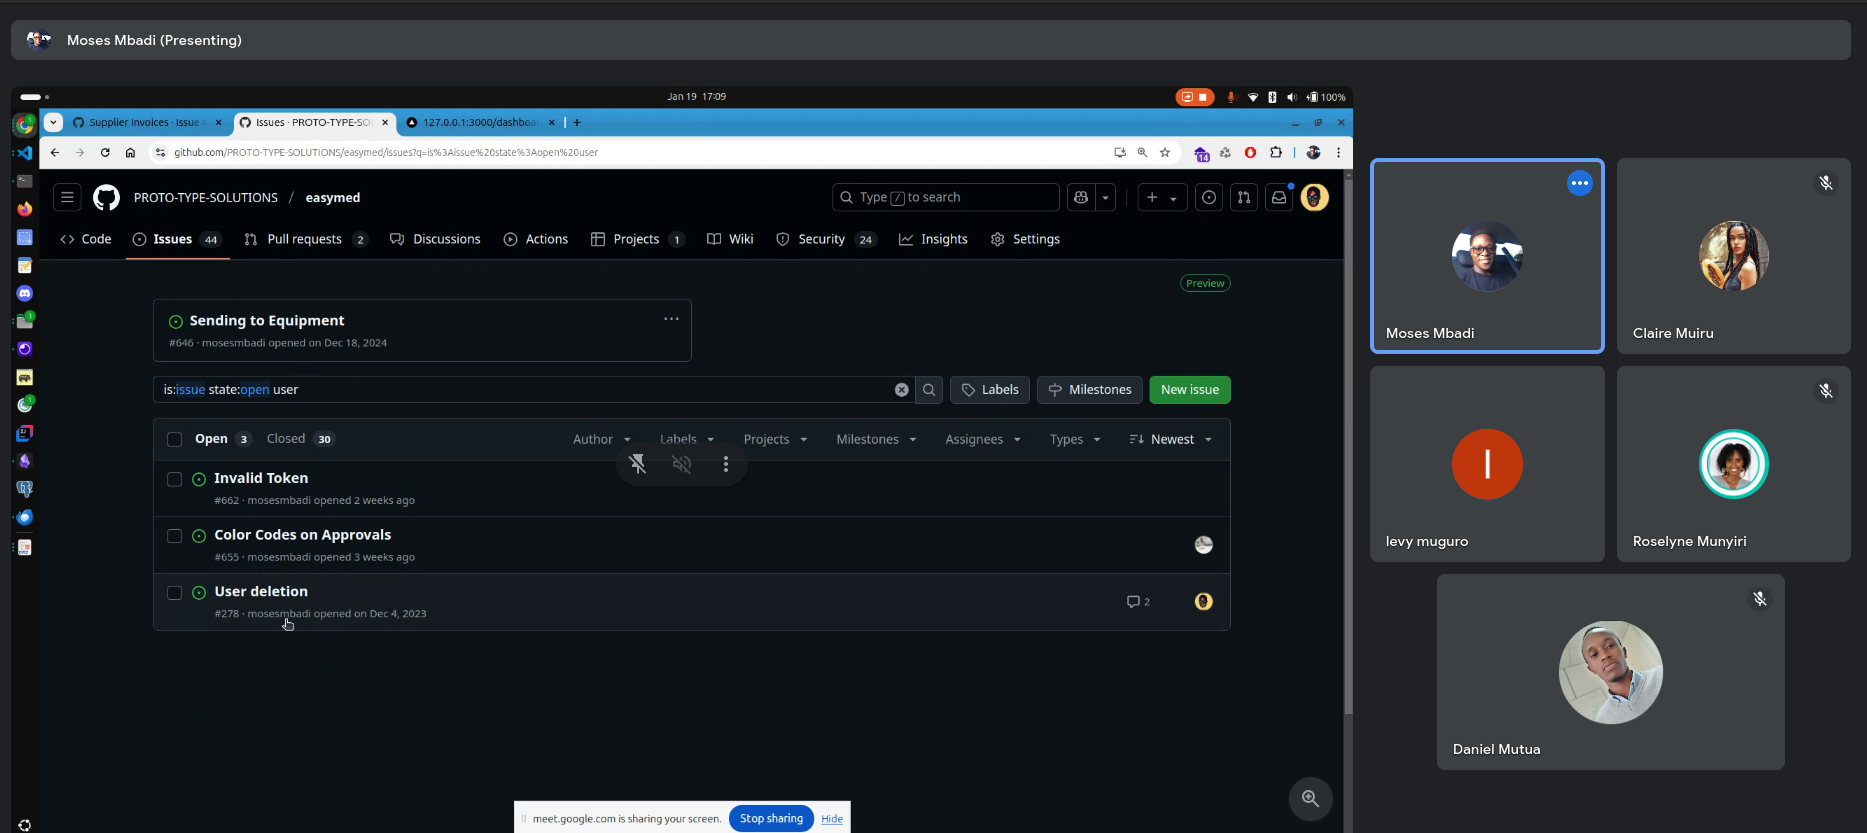 Moses Mbadi (Presenting)
Jan 19 17:09
100%
Supplier Invoices · Issue
Issues · PROTO-TYPE-SO
127.0.0.1:3000/dashboa
github.com/PROTO-TYPE-SOLUTIONS/easymed/issues?q=is%3Aissue%20state%3Aopen%20user
14
PROTO-TYPE-SOLUTIONS / easymed
Type / to search
Code
Issues 44
Pull requests 2
Discussions
Actions
Projects 1
Wiki
Security 24
Insights
Settings
Preview
Sending to Equipment
#646 · mosesmbadi opened on Dec 18, 2024
is:issue state:open user
Labels
Milestones
New issue
Open 3
Closed 30
Author
Labels
Projects
Milestones
Assignees
Types
Newest
Invalid Token
#662 · mosesmbadi opened 2 weeks ago
Color Codes on Approvals
#655 · mosesmbadi opened 3 weeks ago
User deletion
2
#278 · mosesmbadi opened on Dec 4, 2023
meet.google.com is sharing your screen.
Stop sharing
Hide
Moses Mbadi
Claire Muiru
I
levy muguro
Roselyne Munyiri
Daniel Mutua